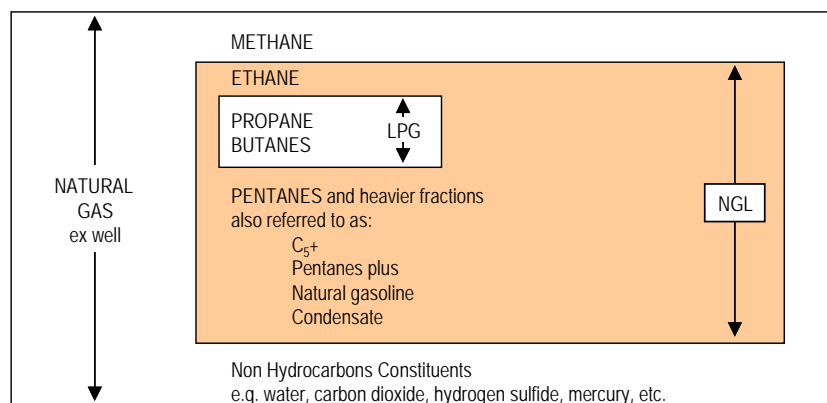 METHANE
ETHANE
PROPANE
BUTANES
LPG
NATURAL
GAS
ex well
PENTANES and heavier fractions
also referred to as:
C₅+
Pentanes plus
Natural gasoline
Condensate
NGL
Non Hydrocarbons Constituents
e.g. water, carbon dioxide, hydrogen sulfide, mercury, etc.